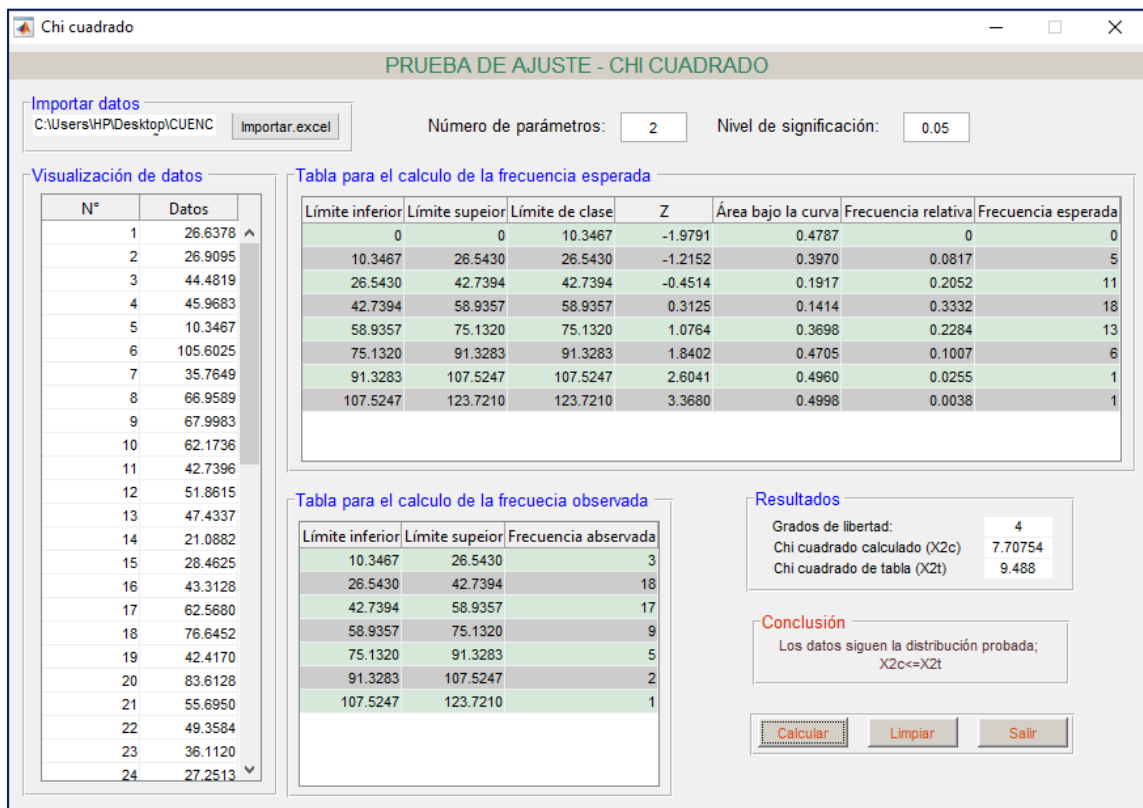 Chi cuadrado
PRUEBA DE AJUSTE - CHI CUADRADO
Importar datos
C:\Users\HP\Desktop\CUENC
Importar.excel
Número de parámetros:
2
Nivel de significación:
0.05
Visualización de datos
N° Datos
1 26.6378
2 26.9095
3 44.4819
4 45.9683
5 10.3467
6 105.6025
7 35.7649
8 66.9589
9 67.9983
10 62.1736
11 42.7396
12 51.8615
13 47.4337
14 21.0882
15 28.4625
16 43.3128
17 62.5680
18 76.6452
19 42.4170
20 83.6128
21 55.6950
22 49.3584
23 36.1120
24 27.2513
Tabla para el calculo de la frecuencia esperada
Límite inferior Límite supeior Límite de clase Z Área bajo la curva Frecuencia relativa Frecuencia esperada
0 0 10.3467 -1.9791 0.4787 0 0
10.3467 26.5430 26.5430 -1.2152 0.3970 0.0817 5
26.5430 42.7394 42.7394 -0.4514 0.1917 0.2052 11
42.7394 58.9357 58.9357 0.3125 0.1414 0.3332 18
58.9357 75.1320 75.1320 1.0764 0.3698 0.2284 13
75.1320 91.3283 91.3283 1.8402 0.4705 0.1007 6
91.3283 107.5247 107.5247 2.6041 0.4960 0.0255 1
107.5247 123.7210 123.7210 3.3680 0.4998 0.0038 1
Tabla para el calculo de la frecuecia observada
Límite inferior Límite supeior Frecuencia observada
10.3467 26.5430 3
26.5430 42.7394 18
42.7394 58.9357 17
58.9357 75.1320 9
75.1320 91.3283 5
91.3283 107.5247 2
107.5247 123.7210 1
Resultados
Grados de libertad: 4
Chi cuadrado calculado (X2c) 7.70754
Chi cuadrado de tabla (X2t) 9.488
Conclusión
Los datos siguen la distribución probada;
X2c<=X2t
Calcular
Limpiar
Salir